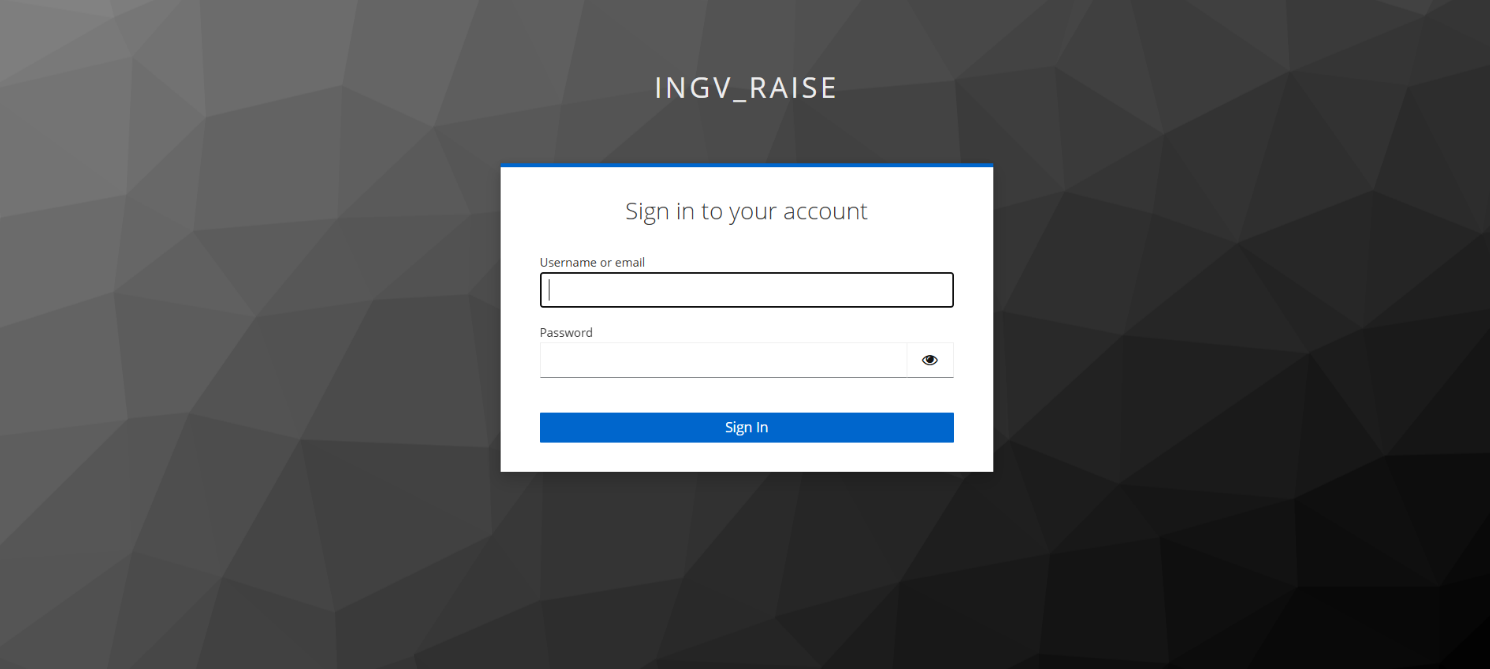 INGV_RAISE
Sign in to your account
Username or email
Password
Sign In